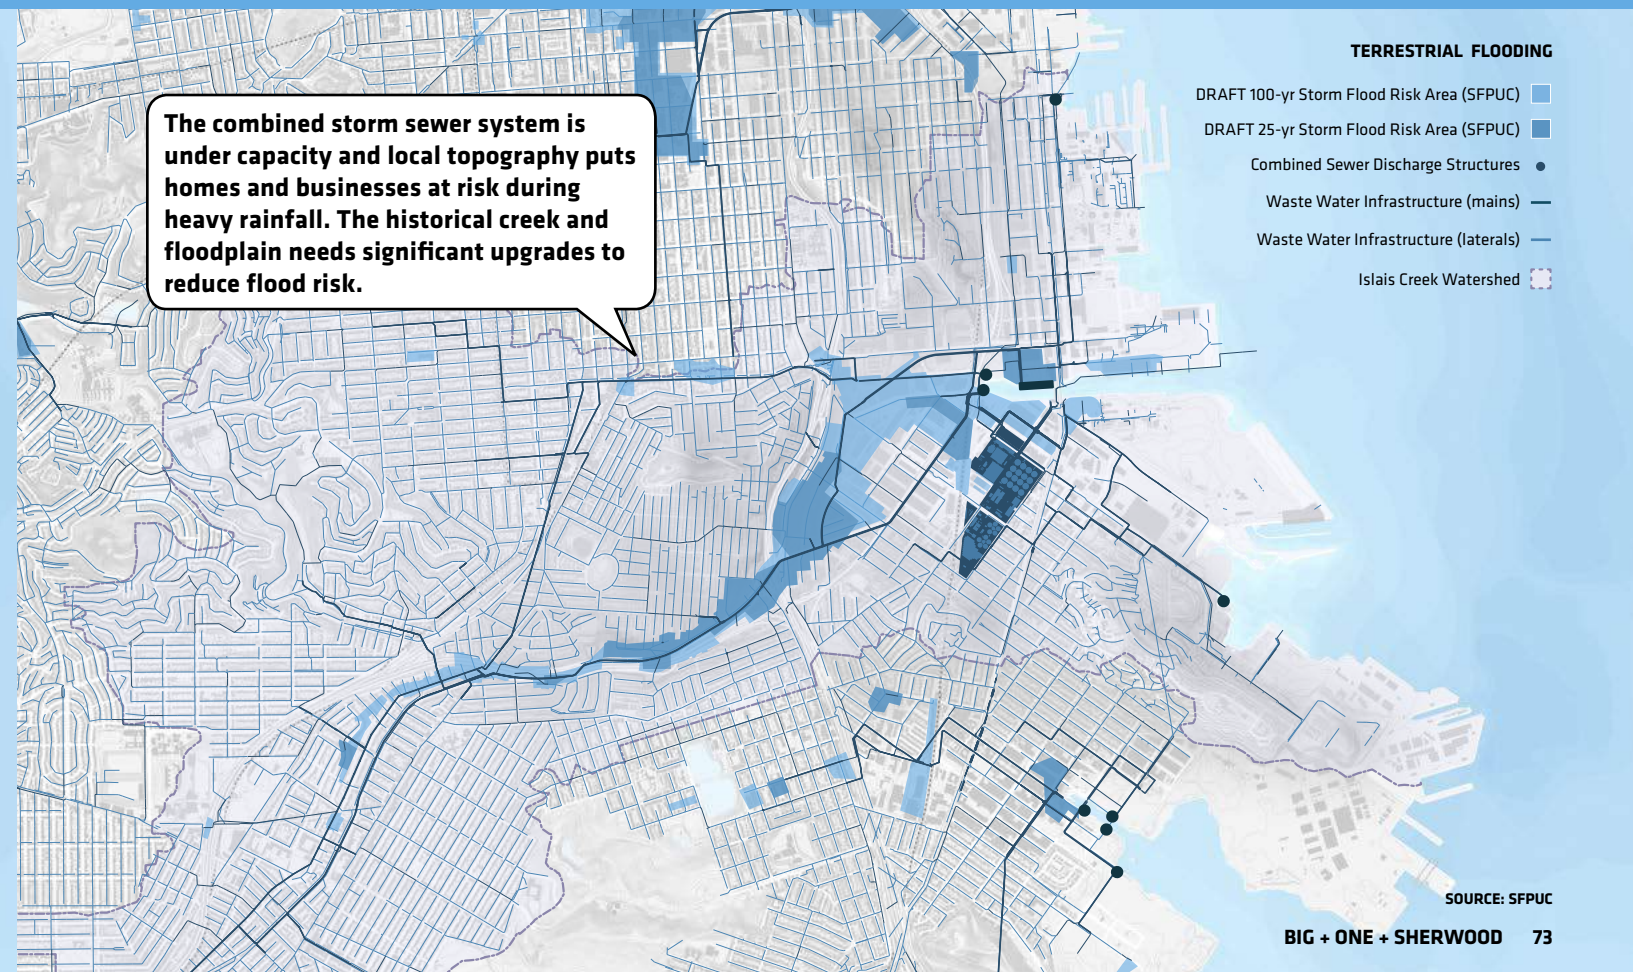 The combined storm sewer system is
under capacity and local topography puts
homes and businesses at risk during
heavy rainfall. The historical creek and
floodplain needs significant upgrades to
reduce flood risk.
TERRESTRIAL FLOODING
DRAFT 100-yr Storm Flood Risk Area (SFPUC)
DRAFT 25-yr Storm Flood Risk Area (SFPUC)
Combined Sewer Discharge Structures
Waste Water Infrastructure (mains)
Waste Water Infrastructure (laterals)
Islais Creek Watershed
SOURCE: SFPUC
BIG + ONE + SHERWOOD 73